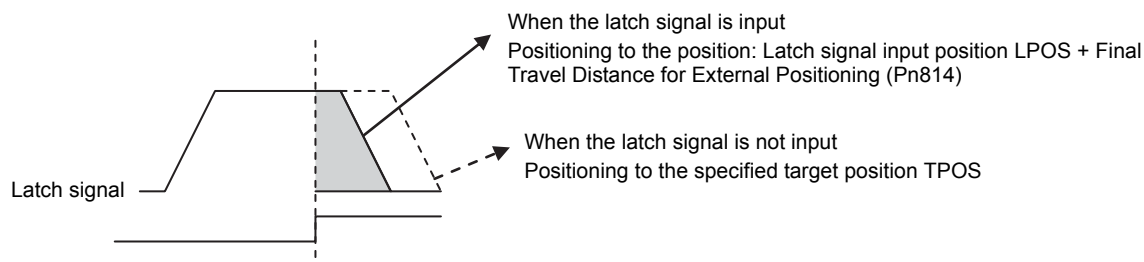 When the latch signal is input
Positioning to the position: Latch signal input position LPOS + Final
Travel Distance for External Positioning (Pn814)
When the latch signal is not input
Positioning to the specified target position TPOS
Latch signal